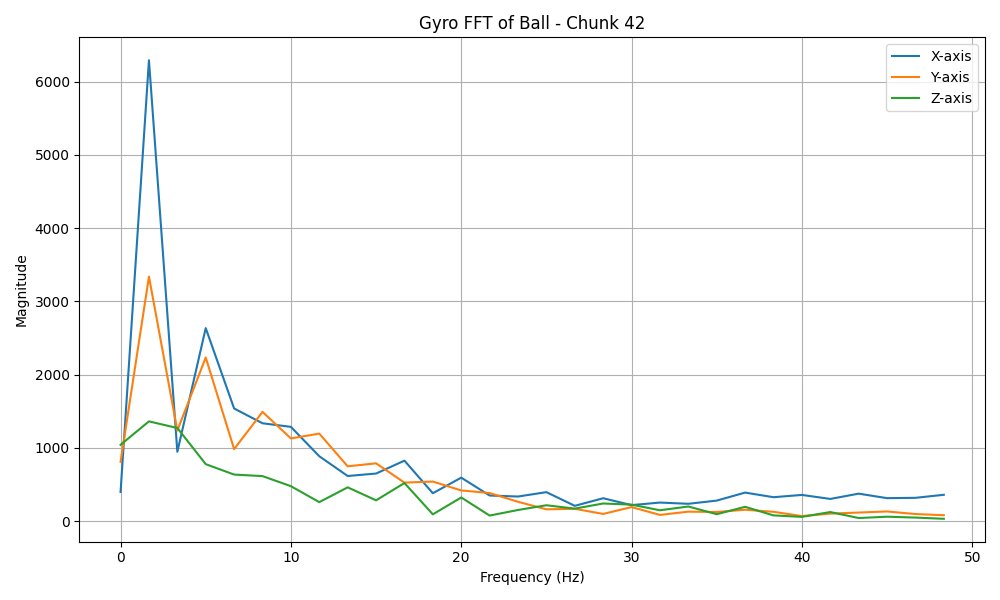 Gyro FFT of Ball - Chunk 42
X-axis
Y-axis
Z-axis
Magnitude
6000
5000
4000
3000
2000
1000
0
0 10 20 30 40 50
Frequency (Hz)